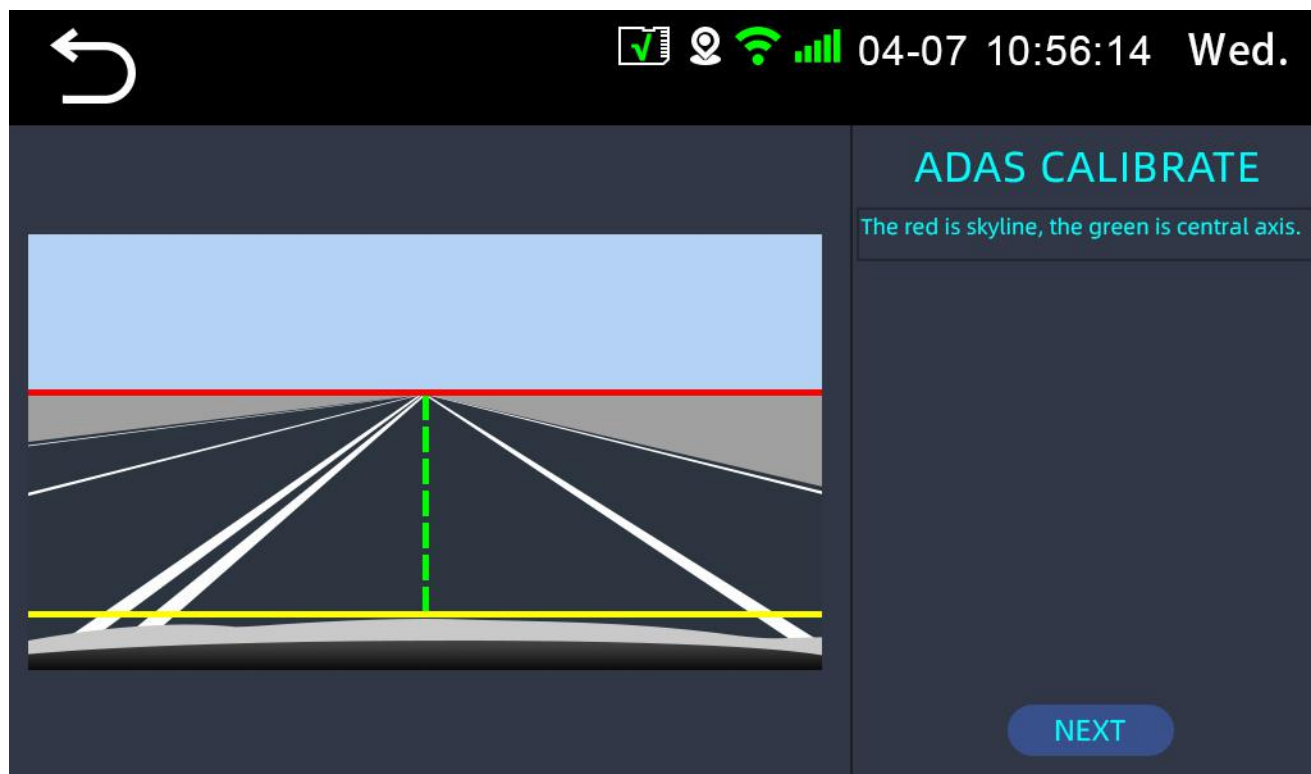 04-07 10:56:14 Wed.
ADAS CALIBRATE
The red is skyline, the green is central axis.
NEXT